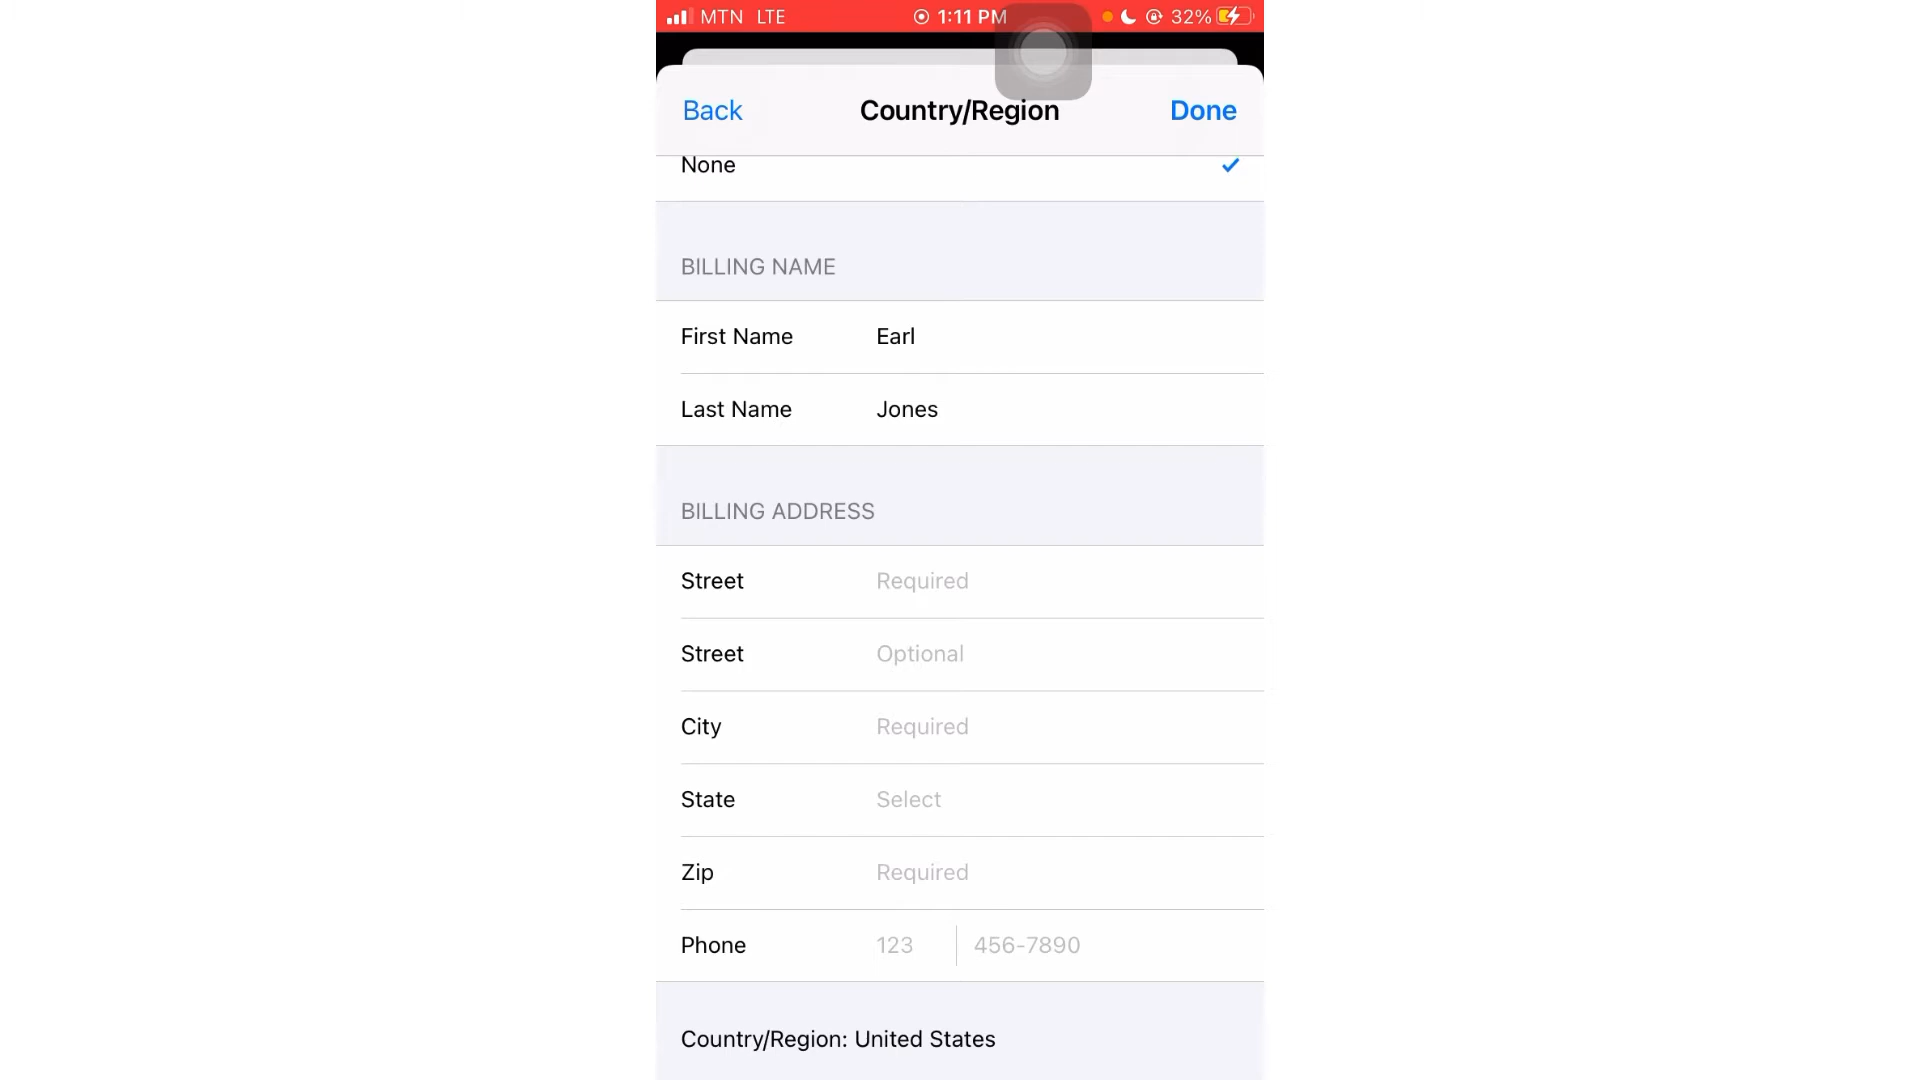 MTN LTE 1:11 PM 32%
Back Country/Region Done
None
BILLING NAME
First Name Earl
Last Name Jones
BILLING ADDRESS
Street Required
Street Optional
City Required
State Select
Zip Required
Phone 123 456-7890
Country/Region: United States